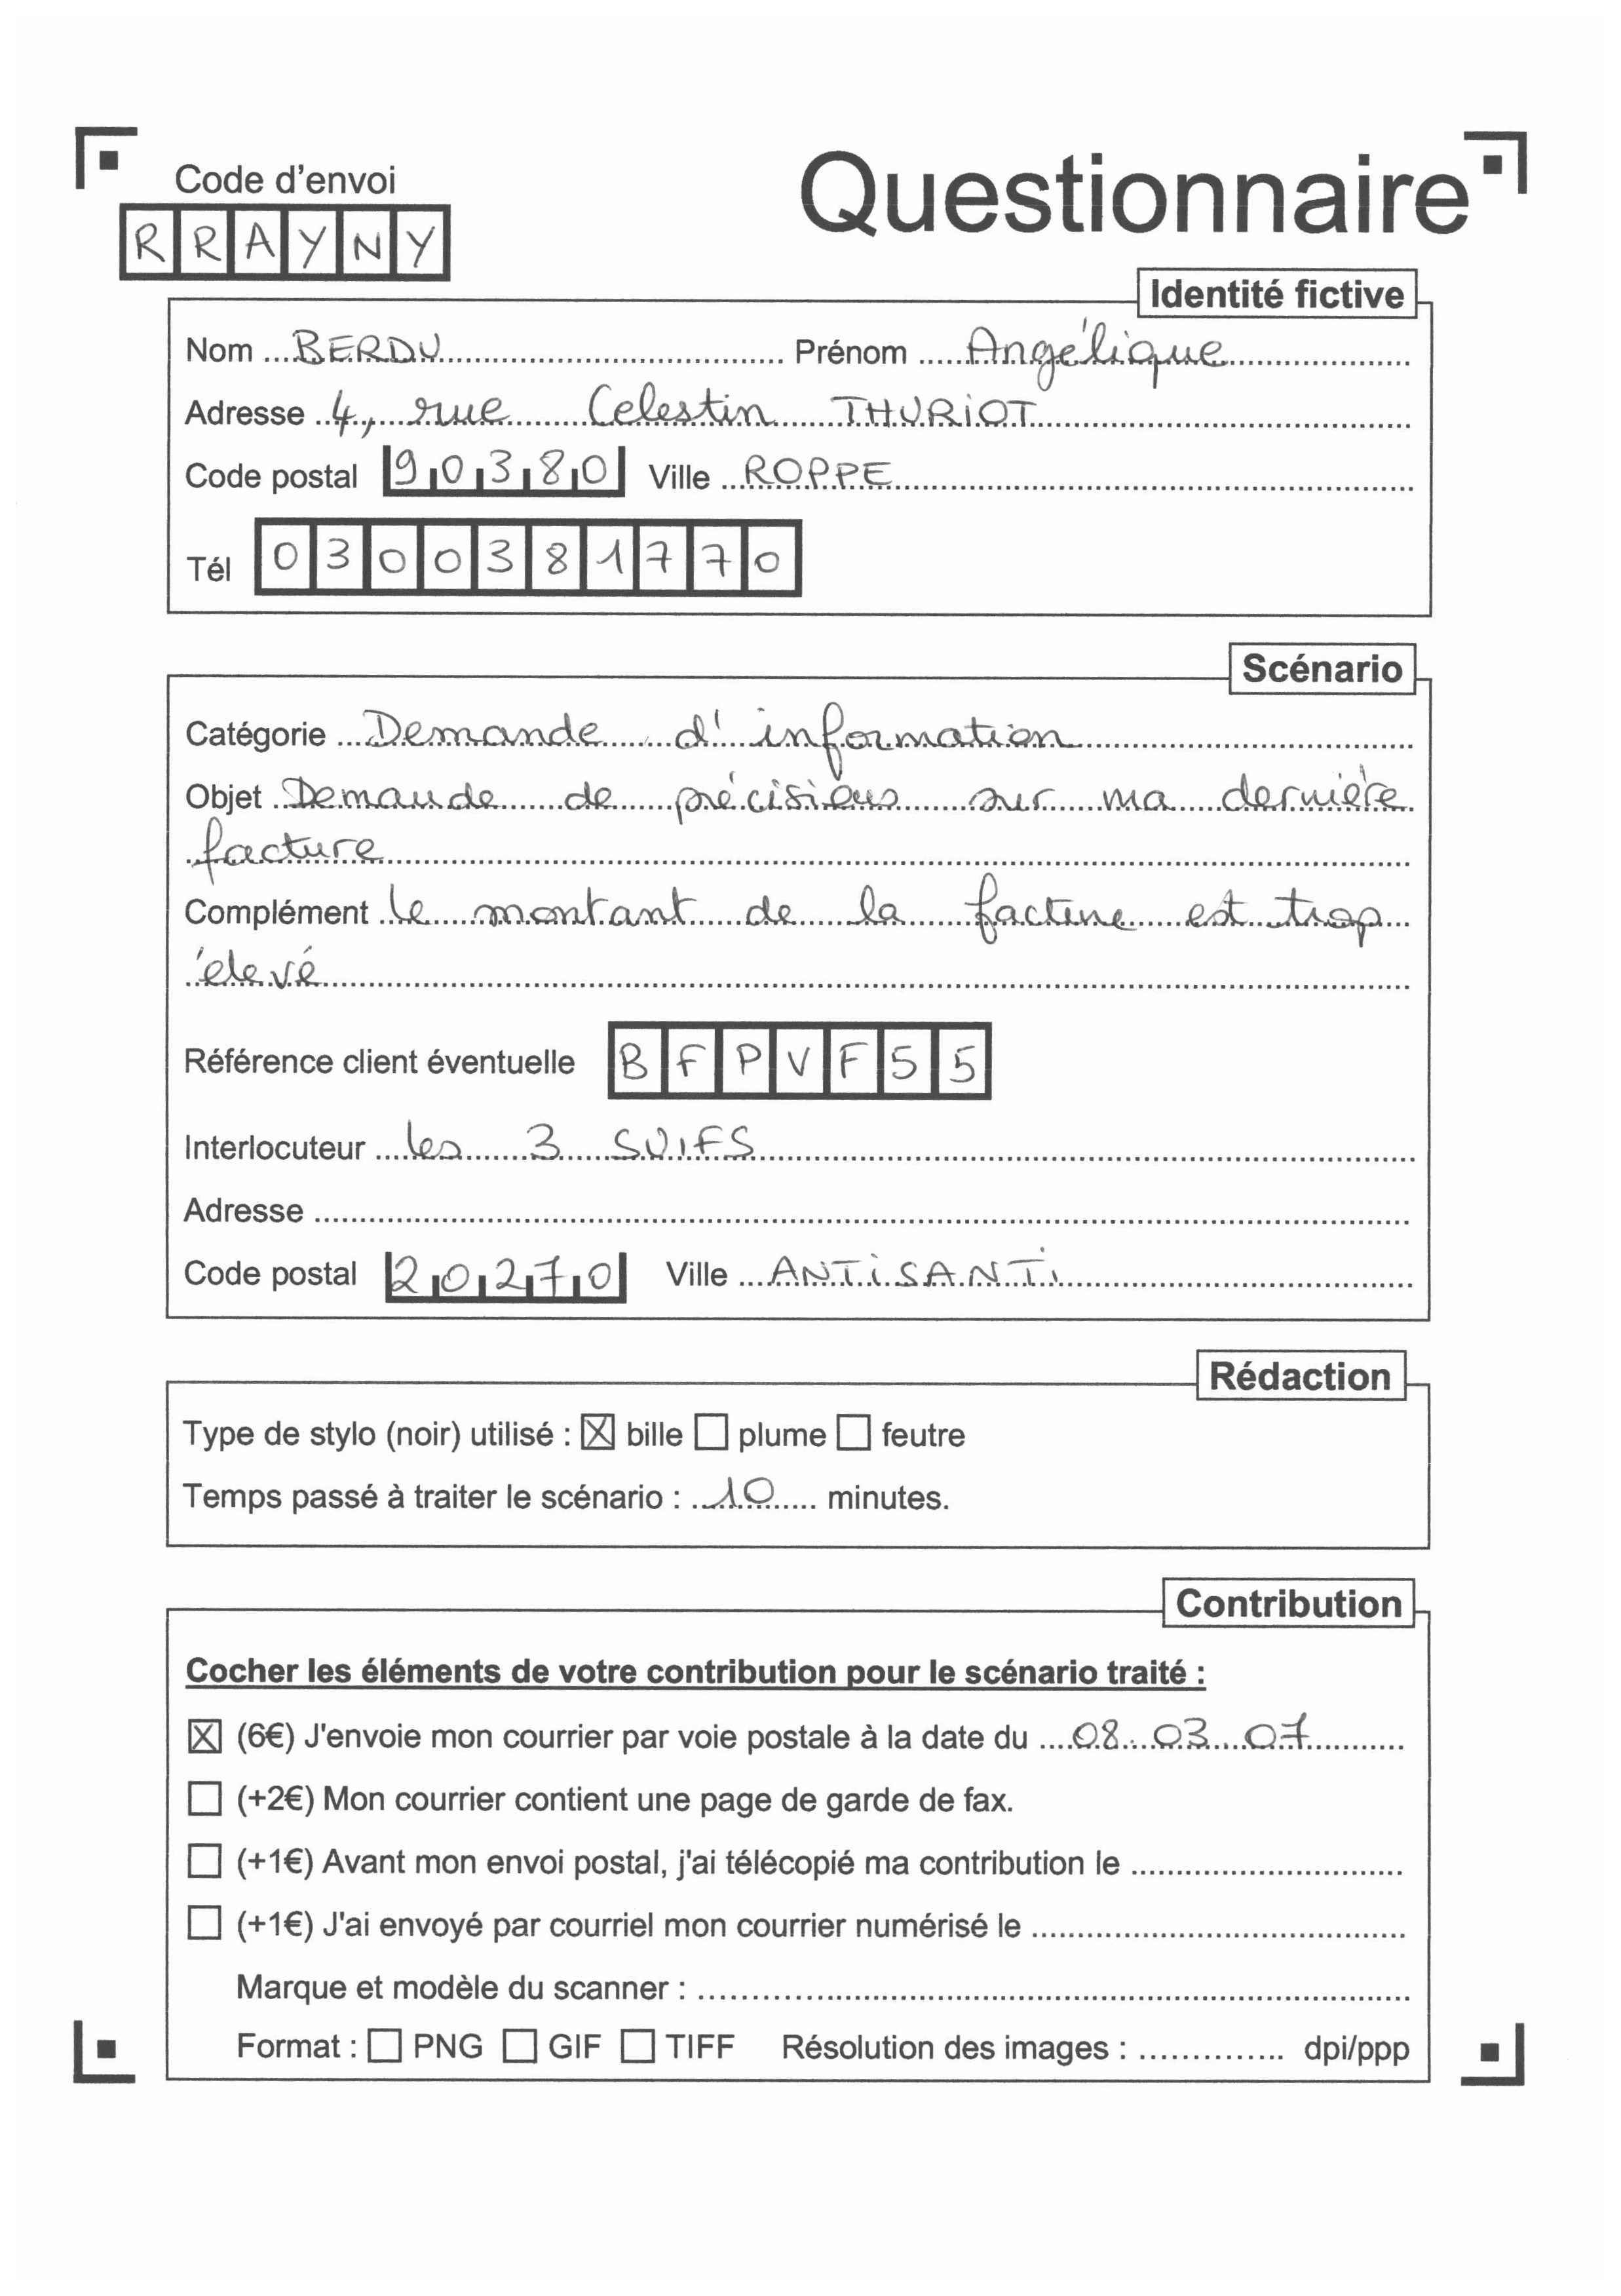 Code d'envoi
RRAYNY
Questionnaire
Identité fictive
Nom BERDU Prénom Angélique
Adresse 4, rue Celestin THURIOT
Code postal 90380 Ville ROPPE
Tél 0300381770
Scénario
Catégorie Demande d'information
Objet Demande de précisions sur ma dernière
facture
Complément le montant de la facture est trop
élevé
Référence client éventuelle BFPVF55
Interlocuteur les 3 SUIFS
Adresse
Code postal 20270 Ville ANTiSANTi
Rédaction
Type de stylo (noir) utilisé : ☒ bille ☐ plume ☐ feutre
Temps passé à traiter le scénario : 10 minutes.
Contribution
Cocher les éléments de votre contribution pour le scénario traité :
☒ (6€) J'envoie mon courrier par voie postale à la date du 08.03.07
☐ (+2€) Mon courrier contient une page de garde de fax.
☐ (+1€) Avant mon envoi postal, j'ai télécopié ma contribution le
☐ (+1€) J'ai envoyé par courriel mon courrier numérisé le
Marque et modèle du scanner :
Format : ☐ PNG ☐ GIF ☐ TIFF Résolution des images : dpi/ppp